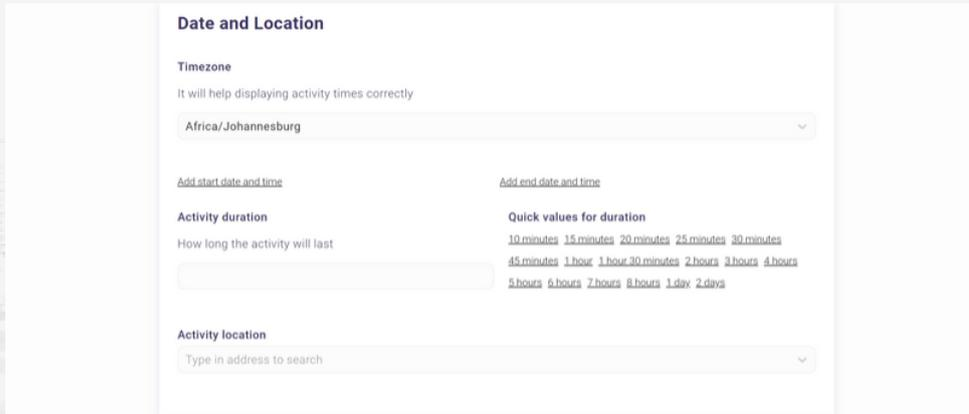 Date and Location
Timezone
It will help displaying activity times correctly
Africa/Johannesburg
Add start date and time
Add end date and time
Activity duration
How long the activity will last
Quick values for duration
10 minutes 15 minutes 20 minutes 25 minutes 30 minutes
45 minutes 1 hour 1 hour 30 minutes 2 hours 3 hours 4 hours
5 hours 6 hours 7 hours 8 hours 1 day 2 days
Activity location
Type in address to search